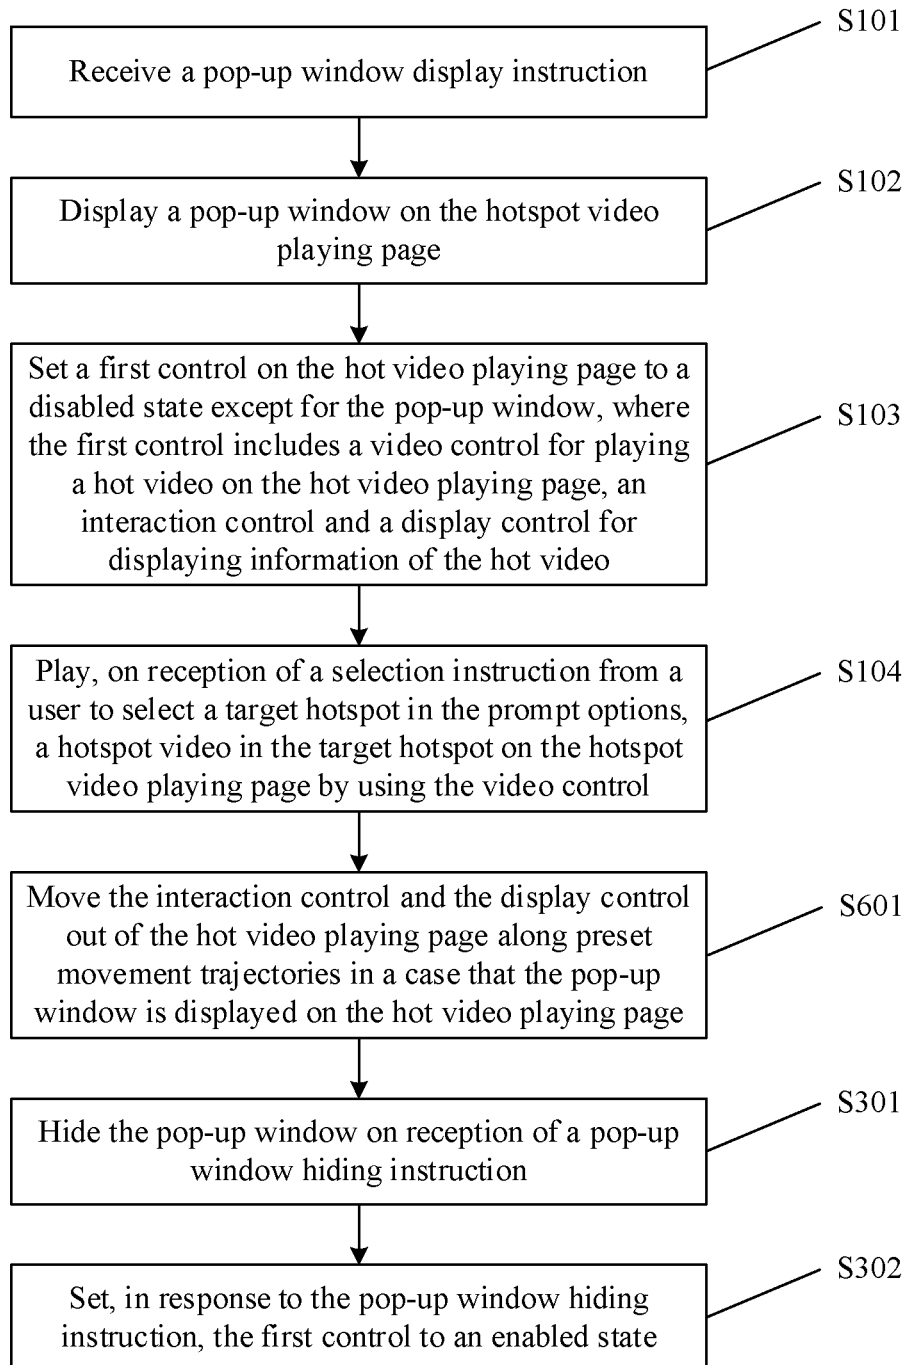 S101
Receive a pop-up window display instruction
S102
Display a pop-up window on the hotspot video
playing page
Set a first control on the hot video playing page to a
disabled state except for the pop-up window, where
the first control includes a video control for playing
a hot video on the hot video playing page, an
interaction control and a display control for
displaying information of the hot video
S103
Play, on reception of a selection instruction from a
user to select a target hotspot in the prompt options,
a hotspot video in the target hotspot on the hotspot
video playing page by using the video control
S104
Move the interaction control and the display control
out of the hot video playing page along preset
movement trajectories in a case that the pop-up
window is displayed on the hot video playing page
S601
Hide the pop-up window on reception of a pop-up
window hiding instruction
S301
Set, in response to the pop-up window hiding
instruction, the first control to an enabled state
S302